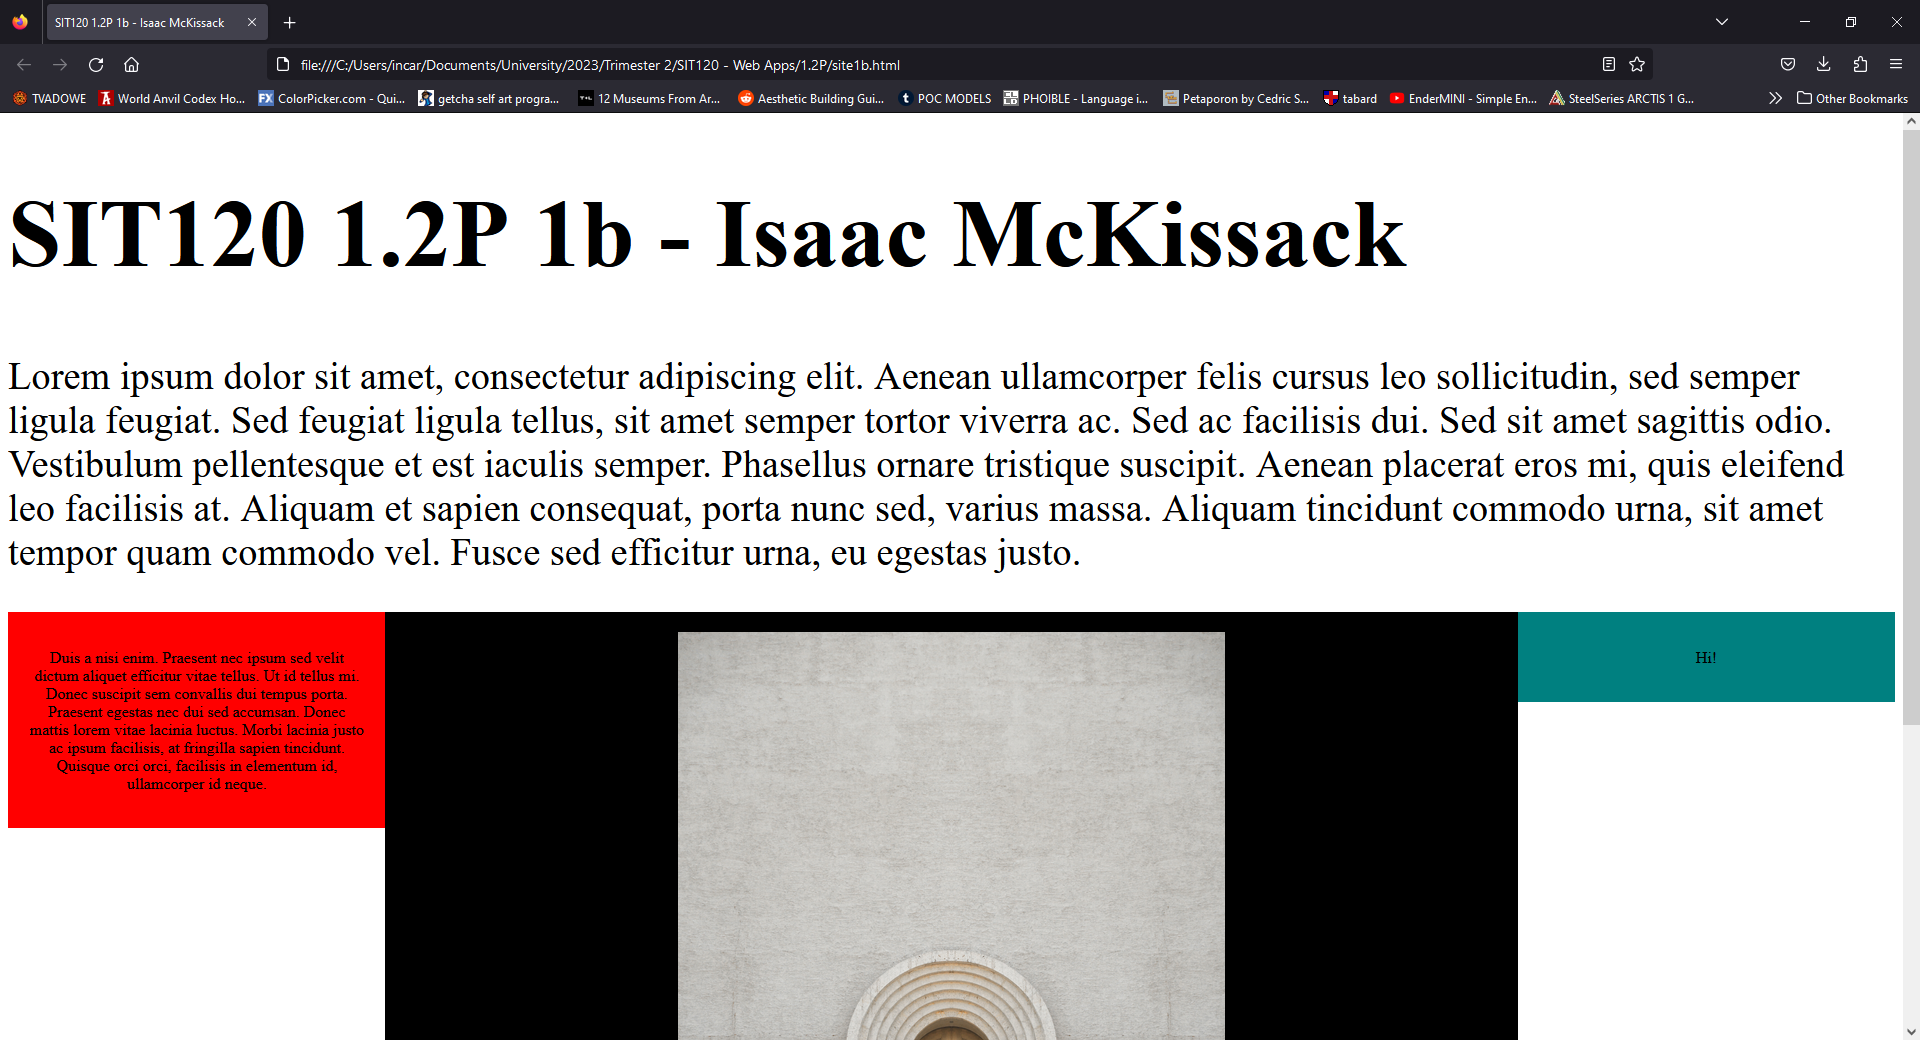 SIT120 1.2P 1b - Isaac McKissack
file:///C:/Users/incar/Documents/University/2023/Trimester 2/SIT120 - Web Apps/1.2P/site1b.html
TVADOWE
World Anvil Codex Ho...
ColorPicker.com - Qui...
getcha self art progra...
12 Museums From Ar...
Aesthetic Building Gui...
POC MODELS
PHOIBLE - Language i...
Petaporon by Cedric S...
tabard
EnderMINI - Simple En...
SteelSeries ARCTIS 1 G...
Other Bookmarks
SIT120 1.2P 1b - Isaac McKissack
Lorem ipsum dolor sit amet, consectetur adipiscing elit. Aenean ullamcorper felis cursus leo sollicitudin, sed semper
ligula feugiat. Sed feugiat ligula tellus, sit amet semper tortor viverra ac. Sed ac facilisis dui. Sed sit amet sagittis odio.
Vestibulum pellentesque et est iaculis semper. Phasellus ornare tristique suscipit. Aenean placerat eros mi, quis eleifend
leo facilisis at. Aliquam et sapien consequat, porta nunc sed, varius massa. Aliquam tincidunt commodo urna, sit amet
tempor quam commodo vel. Fusce sed efficitur urna, eu egestas justo.
Duis a nisi enim. Praesent nec ipsum sed velit
dictum aliquet efficitur vitae tellus. Ut id tellus mi.
Donec suscipit sem convallis dui tempus porta.
Praesent egestas nec dui sed accumsan. Donec
mattis lorem vitae lacinia luctus. Morbi lacinia justo
ac ipsum facilisis, at fringilla sapien tincidunt.
Quisque orci orci, facilisis in elementum id,
ullamcorper id neque.
Hi!